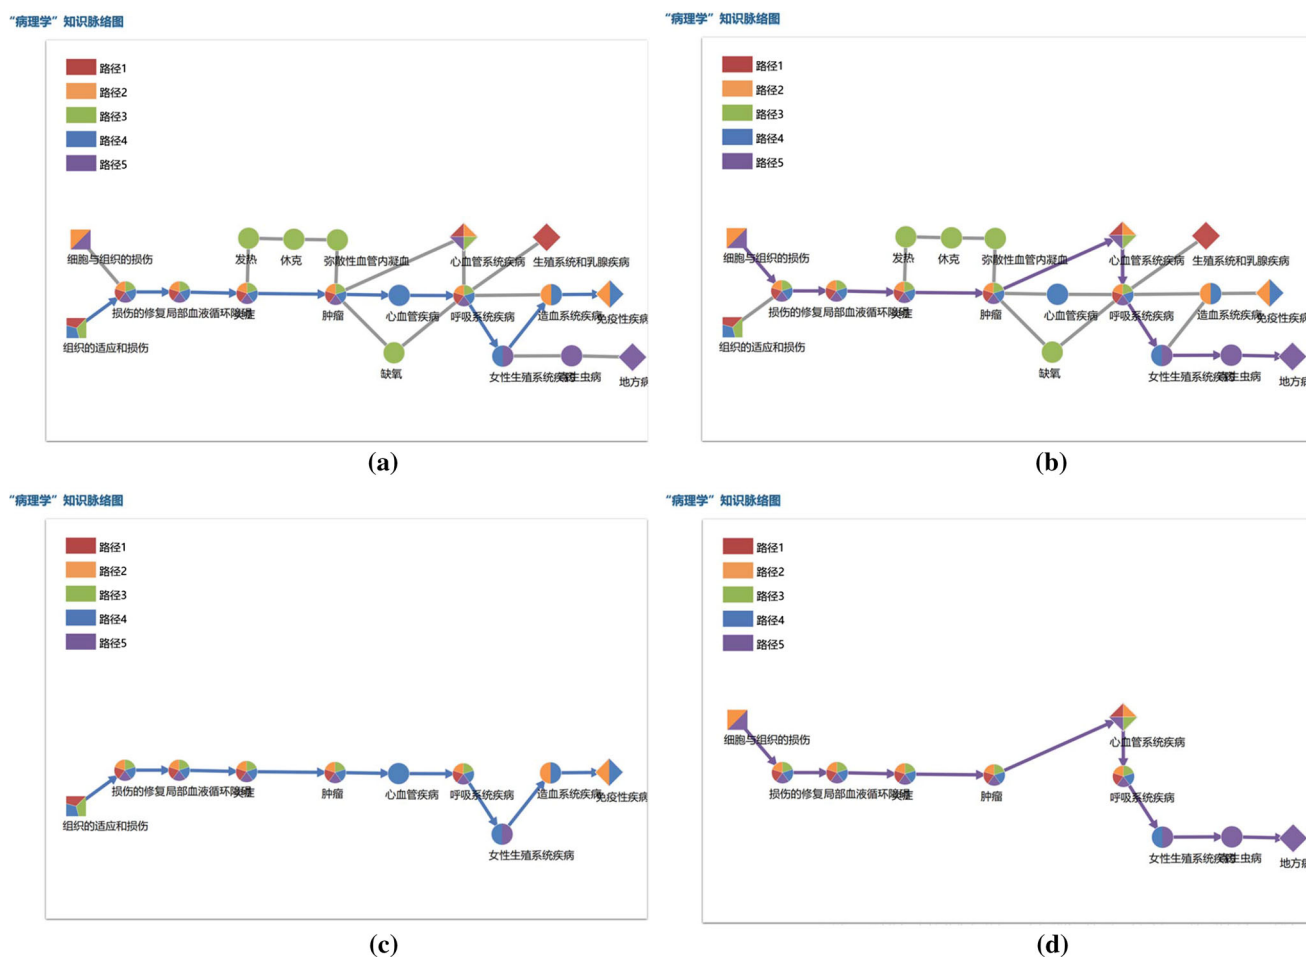 “病理学”知识脉络图
路径1
路径2
路径3
路径4
路径5
细胞与组织的损伤
发热
休克
弥散性血管内凝血
心血管系统疾病
生殖系统和乳腺疾病
损伤的修复
局部血液循环障碍
炎症
肿瘤
心血管疾病
呼吸系统疾病
造血系统疾病
免疫性疾病
组织的适应和损伤
缺氧
女性生殖系统疾病
寄生虫病
地方病
(a)
“病理学”知识脉络图
路径1
路径2
路径3
路径4
路径5
细胞与组织的损伤
发热
休克
弥散性血管内凝血
心血管系统疾病
生殖系统和乳腺疾病
损伤的修复
局部血液循环障碍
炎症
肿瘤
心血管疾病
呼吸系统疾病
造血系统疾病
免疫性疾病
组织的适应和损伤
缺氧
女性生殖系统疾病
寄生虫病
地方病
(b)
“病理学”知识脉络图
路径1
路径2
路径3
路径4
路径5
损伤的修复
局部血液循环障碍
炎症
肿瘤
心血管疾病
呼吸系统疾病
造血系统疾病
免疫性疾病
组织的适应和损伤
女性生殖系统疾病
(c)
“病理学”知识脉络图
路径1
路径2
路径3
路径4
路径5
细胞与组织的损伤
心血管系统疾病
损伤的修复
局部血液循环障碍
炎症
肿瘤
呼吸系统疾病
女性生殖系统疾病
寄生虫病
地方病
(d)